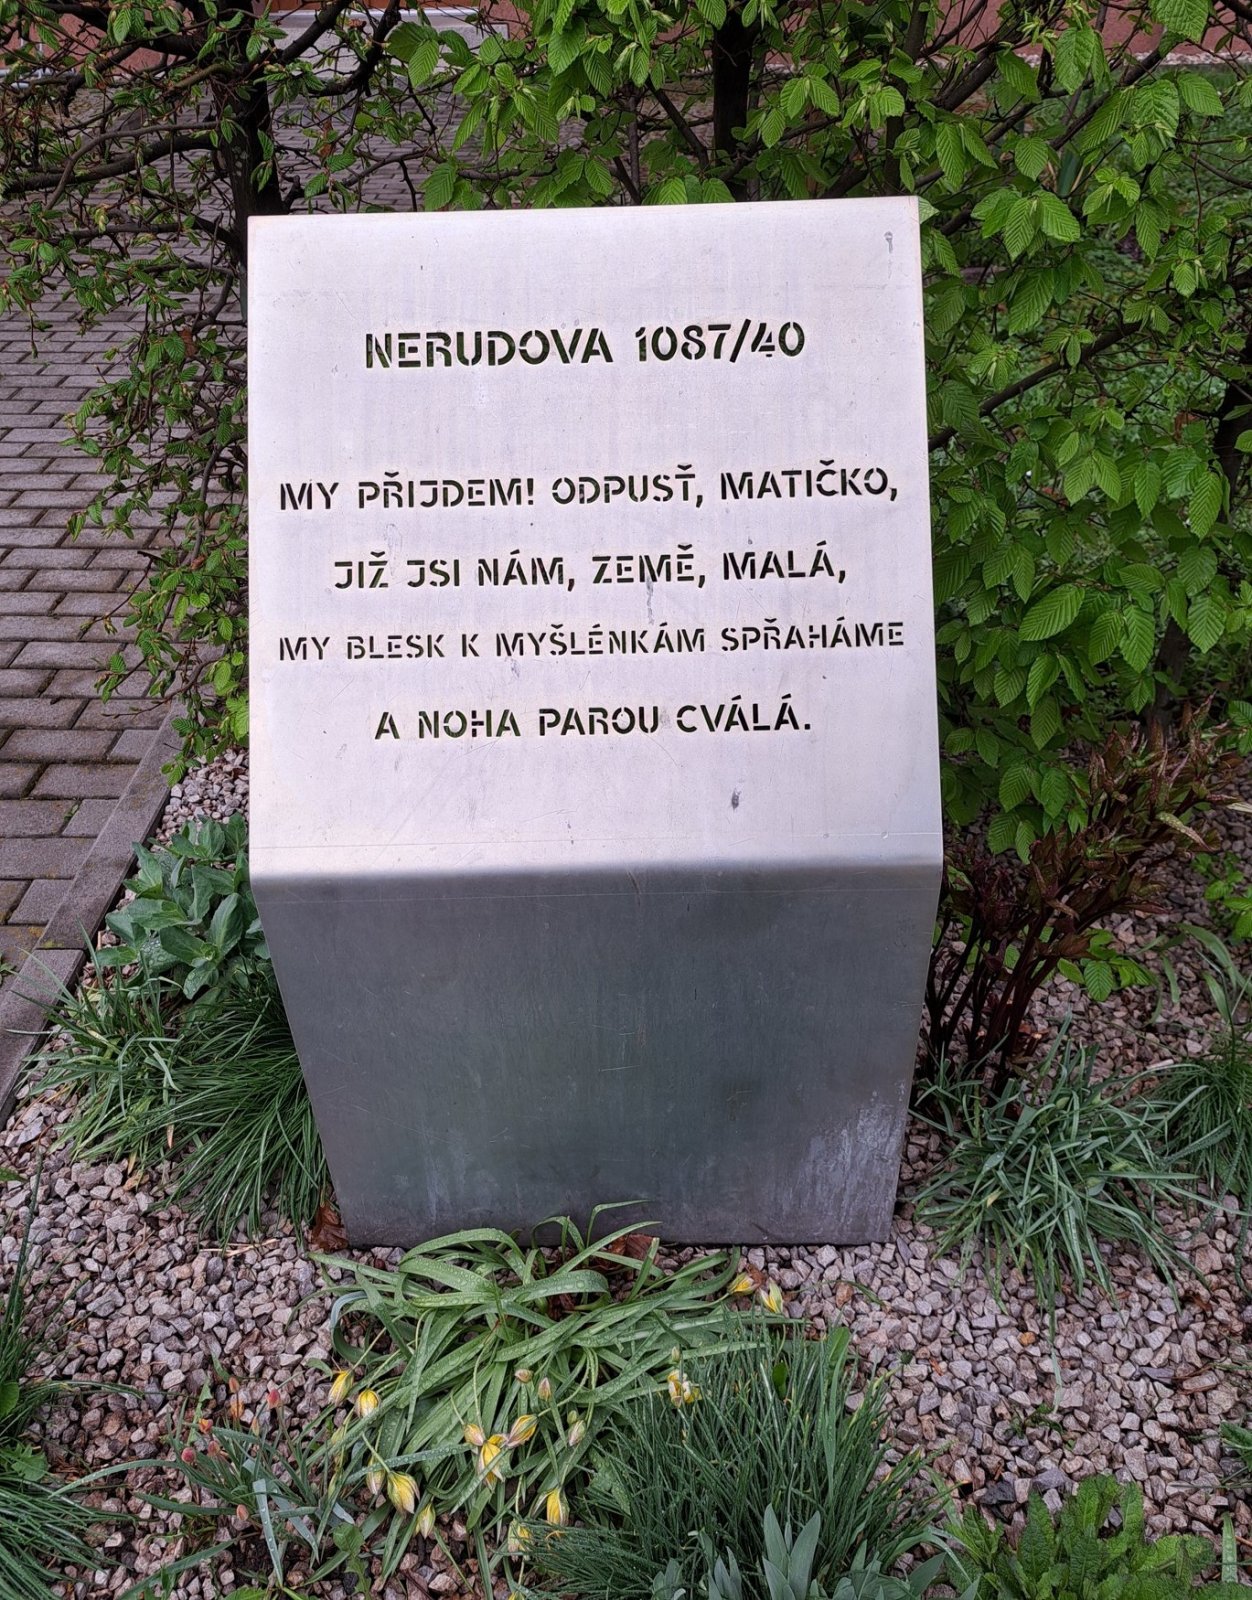 NERUDOVA 1087/40
MY PŘIJDEM! ODPUSŤ, MATIČKO,
JIŽ JSI NÁM, ZEMĚ, MALÁ,
MY BLESK K MYŠLÉNKÁM SPŘAHÁME
A NOHA PAROU CVÁLÁ.